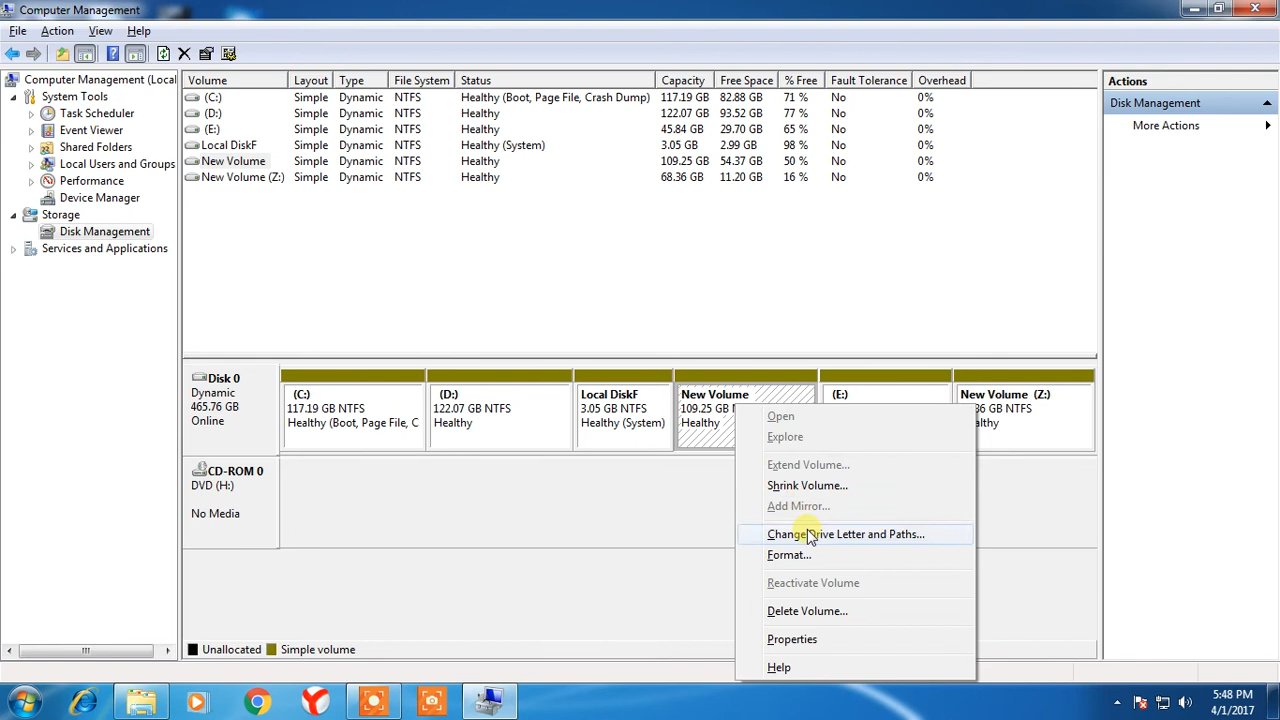 Computer Management
File Action View Help
Computer Management (Local
System Tools
Task Scheduler
Event Viewer
Shared Folders
Local Users and Groups
Performance
Device Manager
Storage
Disk Management
Services and Applications
Volume Layout Type File System Status Capacity Free Space % Free Fault Tolerance Overhead
(C:) Simple Dynamic NTFS Healthy (Boot, Page File, Crash Dump) 117.19 GB 82.88 GB 71 % No 0%
(D:) Simple Dynamic NTFS Healthy 122.07 GB 93.52 GB 77 % No 0%
(E:) Simple Dynamic NTFS Healthy 45.84 GB 29.70 GB 65 % No 0%
Local DiskF Simple Dynamic NTFS Healthy (System) 3.05 GB 2.99 GB 98 % No 0%
New Volume Simple Dynamic NTFS Healthy 109.25 GB 54.37 GB 50 % No 0%
New Volume (Z:) Simple Dynamic NTFS Healthy 68.36 GB 11.20 GB 16 % No 0%
Actions
Disk Management
More Actions
Disk 0
Dynamic
465.76 GB
Online
(C:)
117.19 GB NTFS
Healthy (Boot, Page File, C
(D:)
122.07 GB NTFS
Healthy
Local DiskF
3.05 GB NTFS
Healthy (System)
New Volume
109.25 GB
Healthy
(E:)
New Volume (Z:)
36 GB NTFS
Healthy
CD-ROM 0
DVD (H:)
No Media
Open
Explore
Extend Volume...
Shrink Volume...
Add Mirror...
Change Drive Letter and Paths...
Format...
Reactivate Volume
Delete Volume...
Properties
Help
Unallocated Simple volume
5:48 PM
4/1/2017